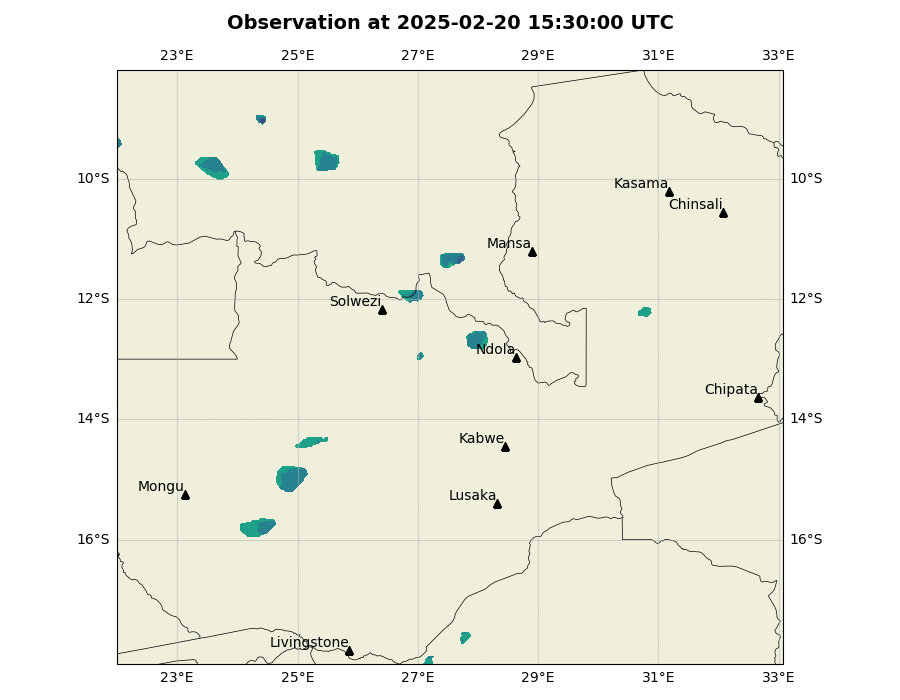 Observation at 2025-02-20 15:30:00 UTC
23°E 25°E 27°E 29°E 31°E 33°E
10°S 10°S
Kasama
Chinsali
Mansa
12°S 12°S
Solwezi
Ndola
Chipata
14°S 14°S
Kabwe
Mongu
Lusaka
16°S 16°S
Livingstone
23°E 25°E 27°E 29°E 31°E 33°E